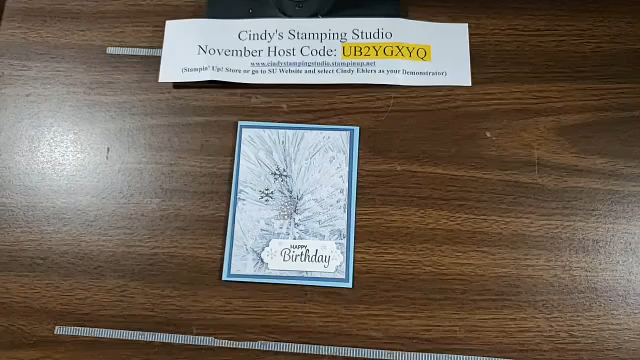 Cindy's Stamping Studio
November Host Code: UB2YGXYQ
www.cindystampingstudio.stampinup.net
(Stampin' Up! Store or go to SU Website and select Cindy Ehlers as your Demonstrator)
HAPPY
Birthday